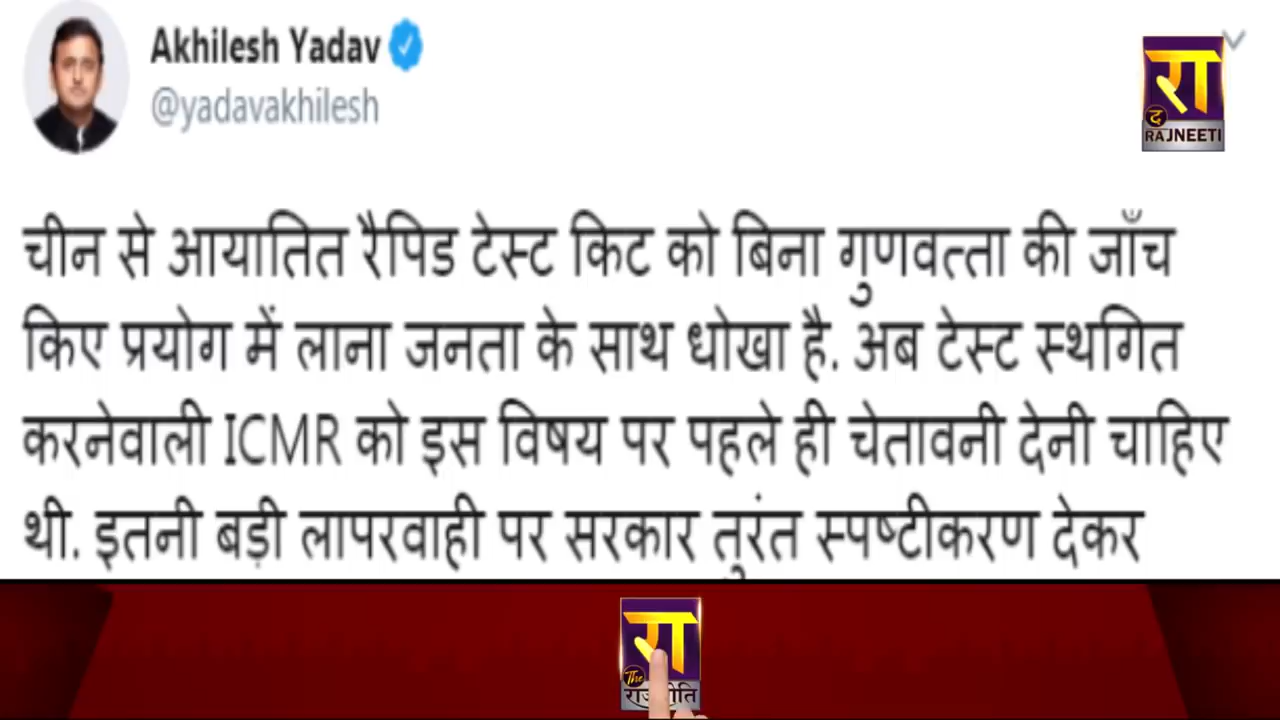 Akhilesh Yadav
@yadavakhilesh
रा
द
RAJNEETI
चीन से आयातित रैपिड टेस्ट किट को बिना गुणवत्ता की जाँच
किए प्रयोग में लाना जनता के साथ धोखा है. अब टेस्ट स्थगित
करनेवाली ICMR को इस विषय पर पहले ही चेतावनी देनी चाहिए
थी. इतनी बड़ी लापरवाही पर सरकार तुरंत स्पष्टीकरण देकर
रा
The